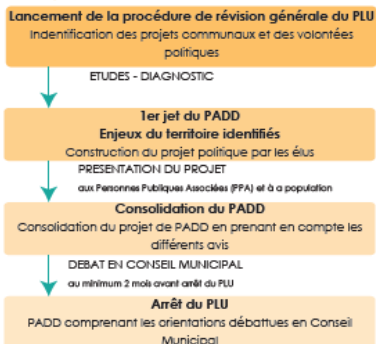 Lancement de la procédure de révision générale du PLU
Indentification des projets communaux et des volontées
politiques
ETUDES - DIAGNOSTIC
1er jet du PADD
Enjeux du territoire identifiés
Construction du projet politique par les élus
PRESENTATION DU PROJET
aux Personnes Publiques Associées (PPA) et à a population
Consolidation du PADD
Consolidation du projet de PADD en prenant en compte les
différents avis
DEBAT EN CONSEIL MUNICIPAL
au minimum 2 mois avant arrêt du PLU
Arrêt du PLU
PADD comprenant les orientations débattues en Conseil
Municipal